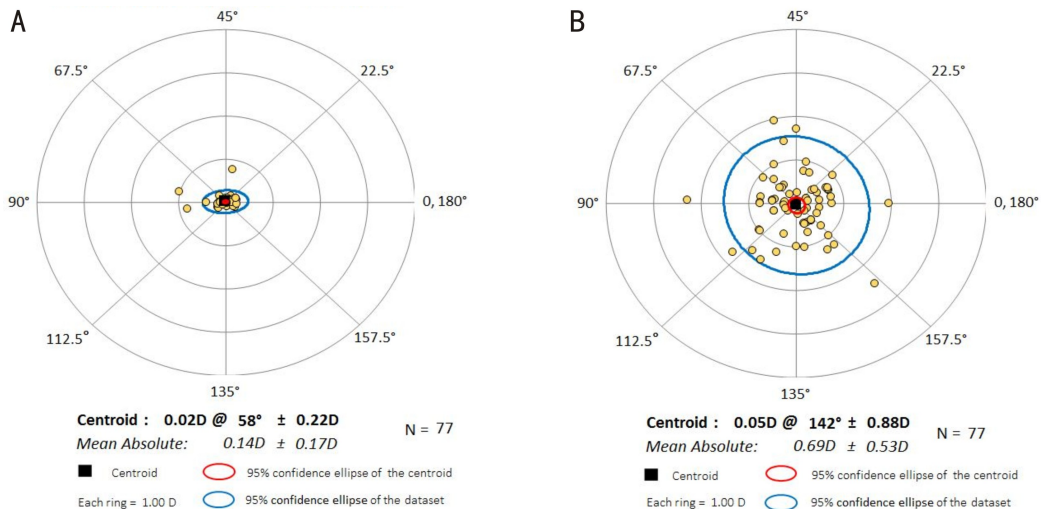 A
45°
67.5°
22.5°
90°
0, 180°
112.5°
157.5°
135°
Centroid : 0.02D @ 58° ± 0.22D
Mean Absolute: 0.14D ± 0.17D
N = 77
Centroid
95% confidence ellipse of the centroid
Each ring = 1.00 D
95% confidence ellipse of the dataset
B
45°
67.5°
22.5°
90°
0, 180°
112.5°
157.5°
135°
Centroid : 0.05D @ 142° ± 0.88D
Mean Absolute: 0.69D ± 0.53D
N = 77
Centroid
95% confidence ellipse of the centroid
Each ring = 1.00 D
95% confidence ellipse of the dataset